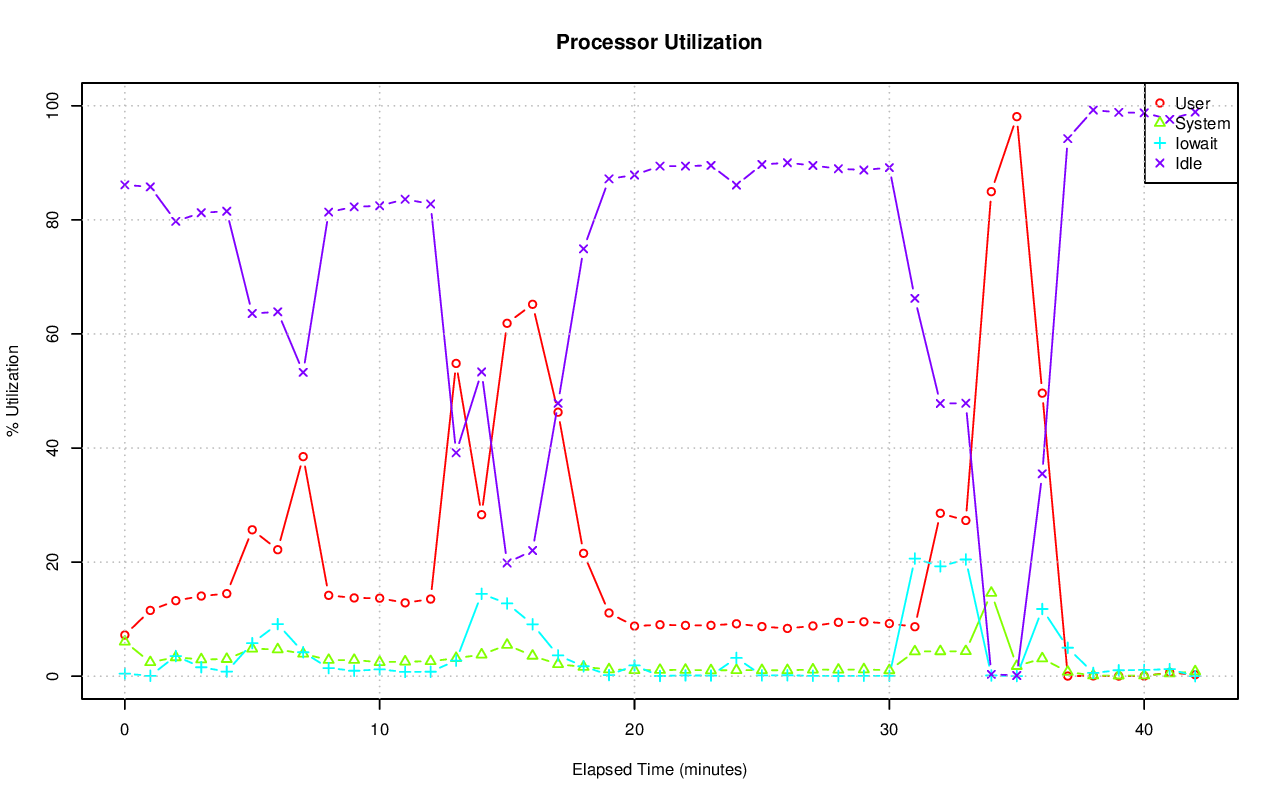 Processor Utilization
100
80
60
40
20
0
% Utilization
User
System
Iowait
Idle
0 10 20 30 40
Elapsed Time (minutes)